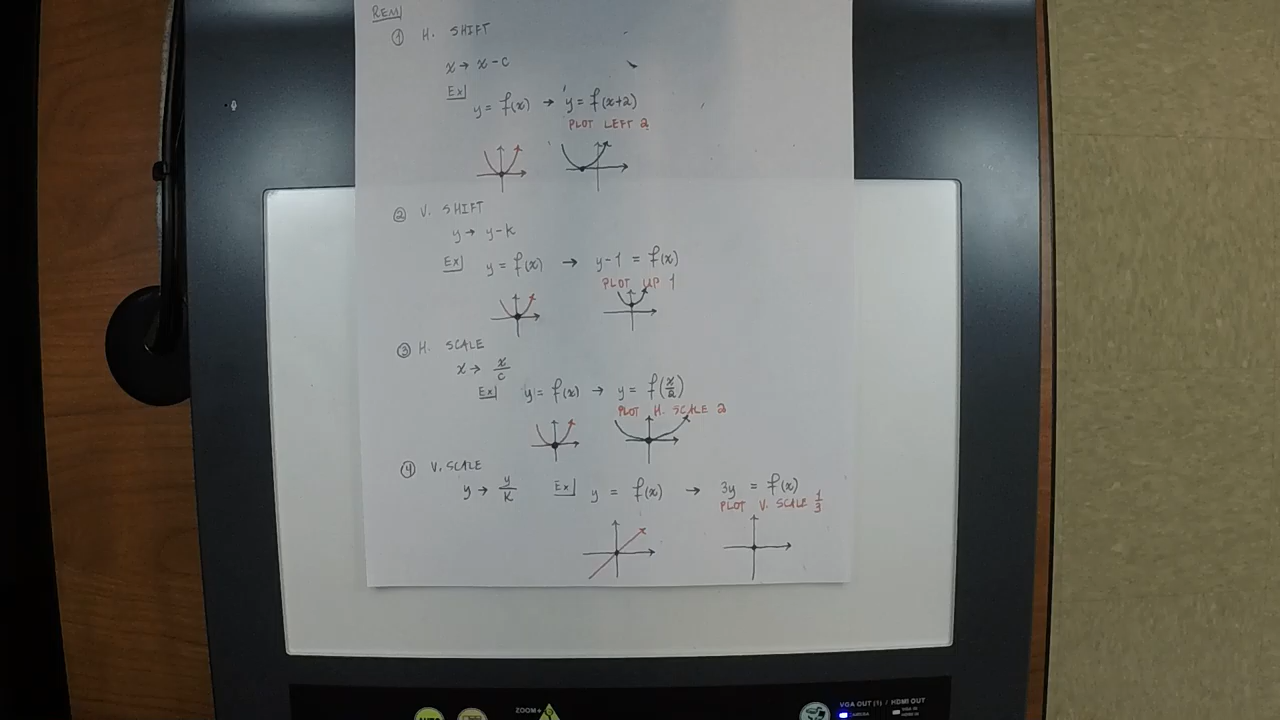 REM
① H. SHIFT
x → x-c
Ex
y = f(x) → y = f(x+2)
PLOT LEFT 2
② V. SHIFT
y → y-k
Ex y = f(x) → y-1 = f(x)
PLOT UP 1
③ H. SCALE
x → x/c
Ex y = f(x) → y = f(x/2)
PLOT H. SCALE 2
④ V. SCALE
y → y/k Ex y = f(x) → 3y = f(x)
PLOT V. SCALE 1/3
ZOOM+
VGA OUT (1) / HDMI OUT